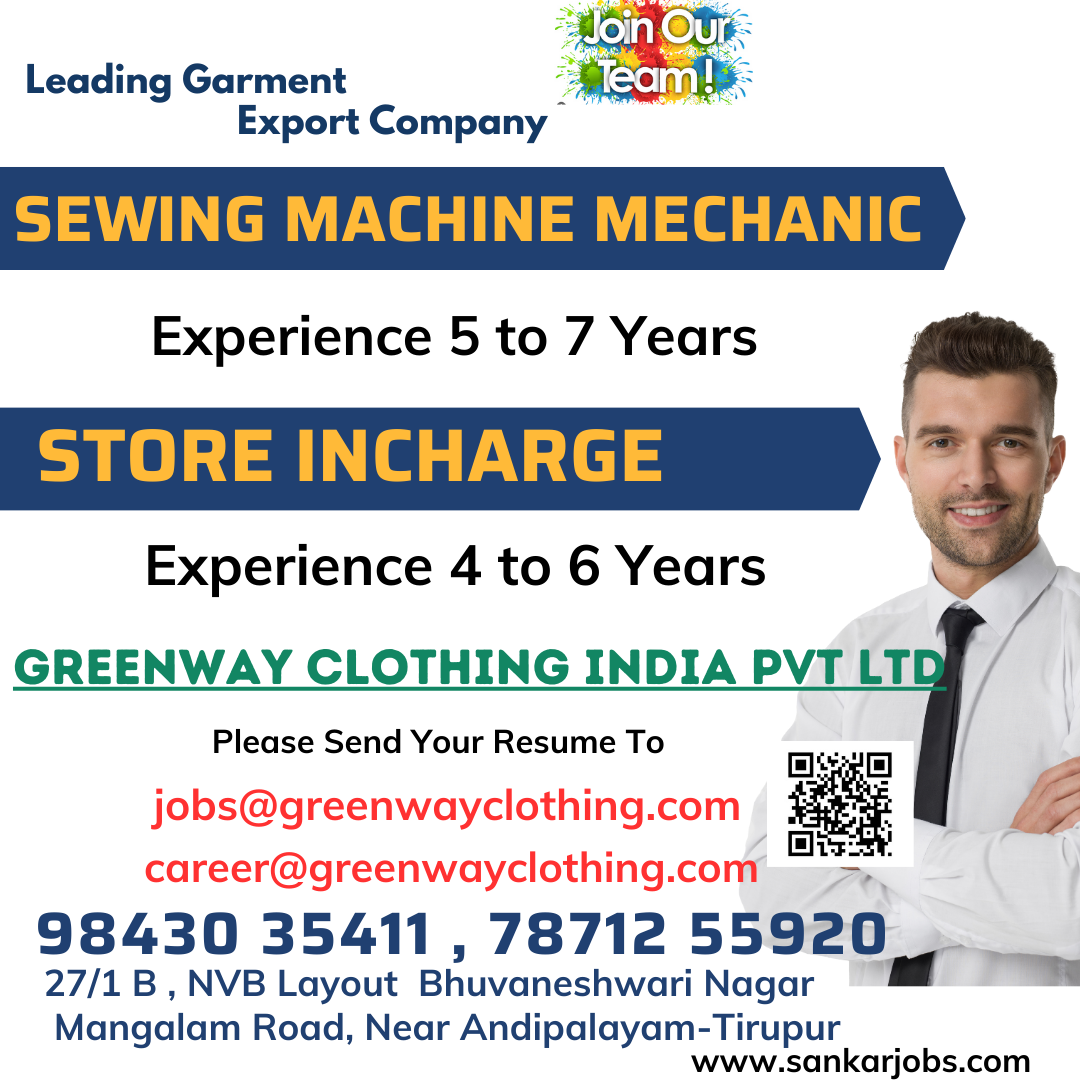 Join Our
Team !
Leading Garment
Export Company
SEWING MACHINE MECHANIC
Experience 5 to 7 Years
STORE INCHARGE
Experience 4 to 6 Years
GREENWAY CLOTHING INDIA PVT LTD
Please Send Your Resume To
jobs@greenwayclothing.com
career@greenwayclothing.com
98430 35411 , 78712 55920
27/1 B , NVB Layout  Bhuvaneshwari Nagar
Mangalam Road, Near Andipalayam-Tirupur
www.sankarjobs.com